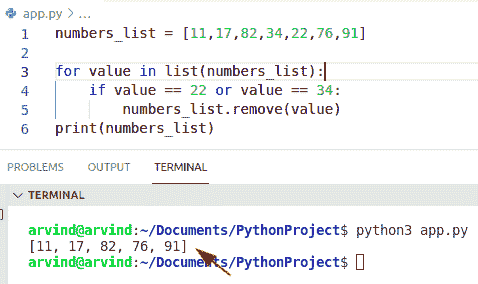 app.py > ...
1 numbers_list = [11,17,82,34,22,76,91]
2
3 for value in list(numbers_list):
4     if value == 22 or value == 34:
5         numbers_list.remove(value)
6 print(numbers_list)
PROBLEMS OUTPUT TERMINAL
TERMINAL
arvind@arvind:~/Documents/PythonProject$ python3 app.py
[11, 17, 82, 76, 91]
arvind@arvind:~/Documents/PythonProject$